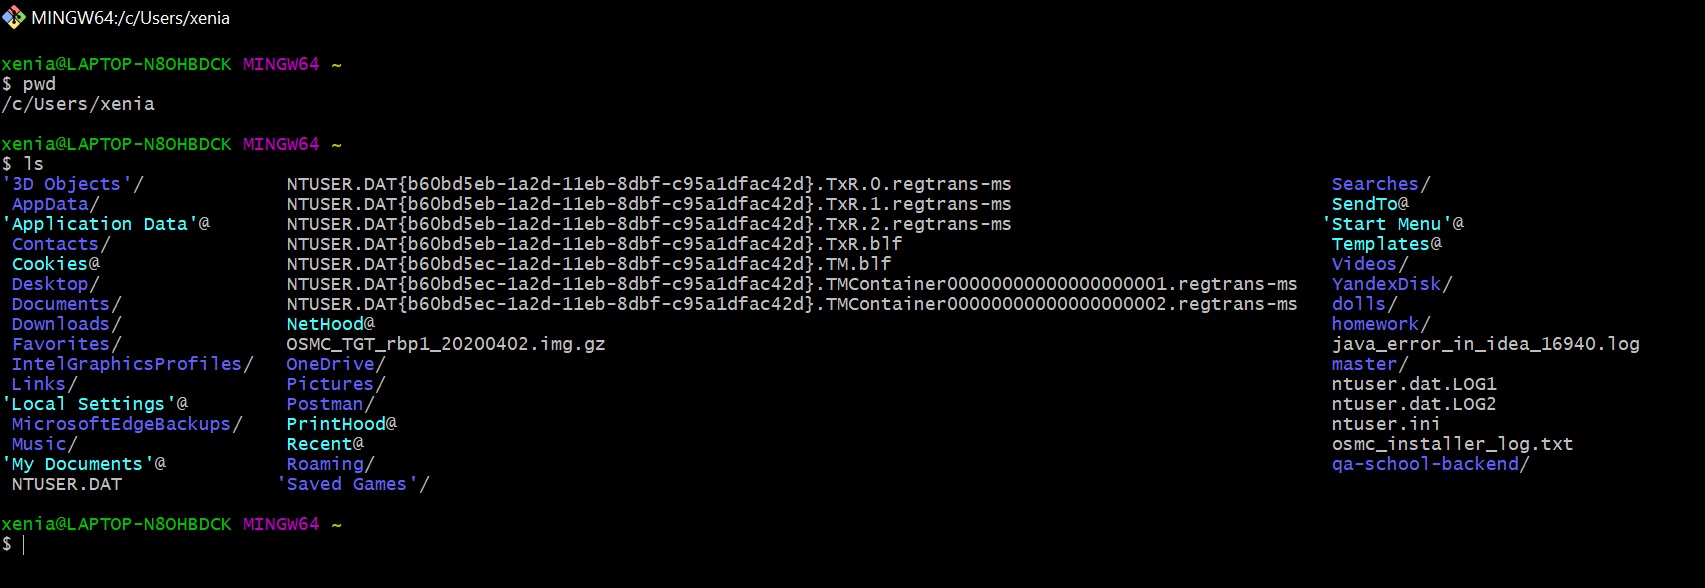 MINGW64:/c/Users/xenia
xenia@LAPTOP-N8OHBDCK MINGW64 ~
$ pwd
/c/Users/xenia
xenia@LAPTOP-N8OHBDCK MINGW64 ~
$ ls
'3D Objects'/ NTUSER.DAT{b60bd5eb-1a2d-11eb-8dbf-c95a1dfac42d}.TxR.0.regtrans-ms Searches/
AppData/ NTUSER.DAT{b60bd5eb-1a2d-11eb-8dbf-c95a1dfac42d}.TxR.1.regtrans-ms SendTo@
'Application Data'@ NTUSER.DAT{b60bd5eb-1a2d-11eb-8dbf-c95a1dfac42d}.TxR.2.regtrans-ms 'Start Menu'@
Contacts/ NTUSER.DAT{b60bd5eb-1a2d-11eb-8dbf-c95a1dfac42d}.TxR.blf Templates@
Cookies@ NTUSER.DAT{b60bd5ec-1a2d-11eb-8dbf-c95a1dfac42d}.TM.blf Videos/
Desktop/ NTUSER.DAT{b60bd5ec-1a2d-11eb-8dbf-c95a1dfac42d}.TMContainer00000000000000000001.regtrans-ms YandexDisk/
Documents/ NTUSER.DAT{b60bd5ec-1a2d-11eb-8dbf-c95a1dfac42d}.TMContainer00000000000000000002.regtrans-ms dolls/
Downloads/ NetHood@ homework/
Favorites/ OSMC_TGT_rbp1_20200402.img.gz java_error_in_idea_16940.log
IntelGraphicsProfiles/ OneDrive/ master/
Links/ Pictures/ ntuser.dat.LOG1
'Local Settings'@ Postman/ ntuser.dat.LOG2
MicrosoftEdgeBackups/ PrintHood@ ntuser.ini
Music/ Recent@ osmc_installer_log.txt
'My Documents'@ Roaming/ qa-school-backend/
NTUSER.DAT 'Saved Games'/
xenia@LAPTOP-N8OHBDCK MINGW64 ~
$